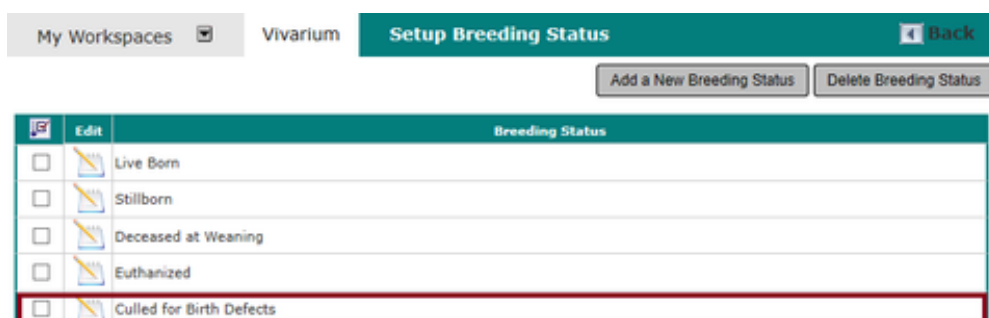 My Workspaces Vivarium Setup Breeding Status Back
Add a New Breeding Status Delete Breeding Status
Edit Breeding Status
Live Born
Stillborn
Deceased at Weaning
Euthanized
Culled for Birth Defects